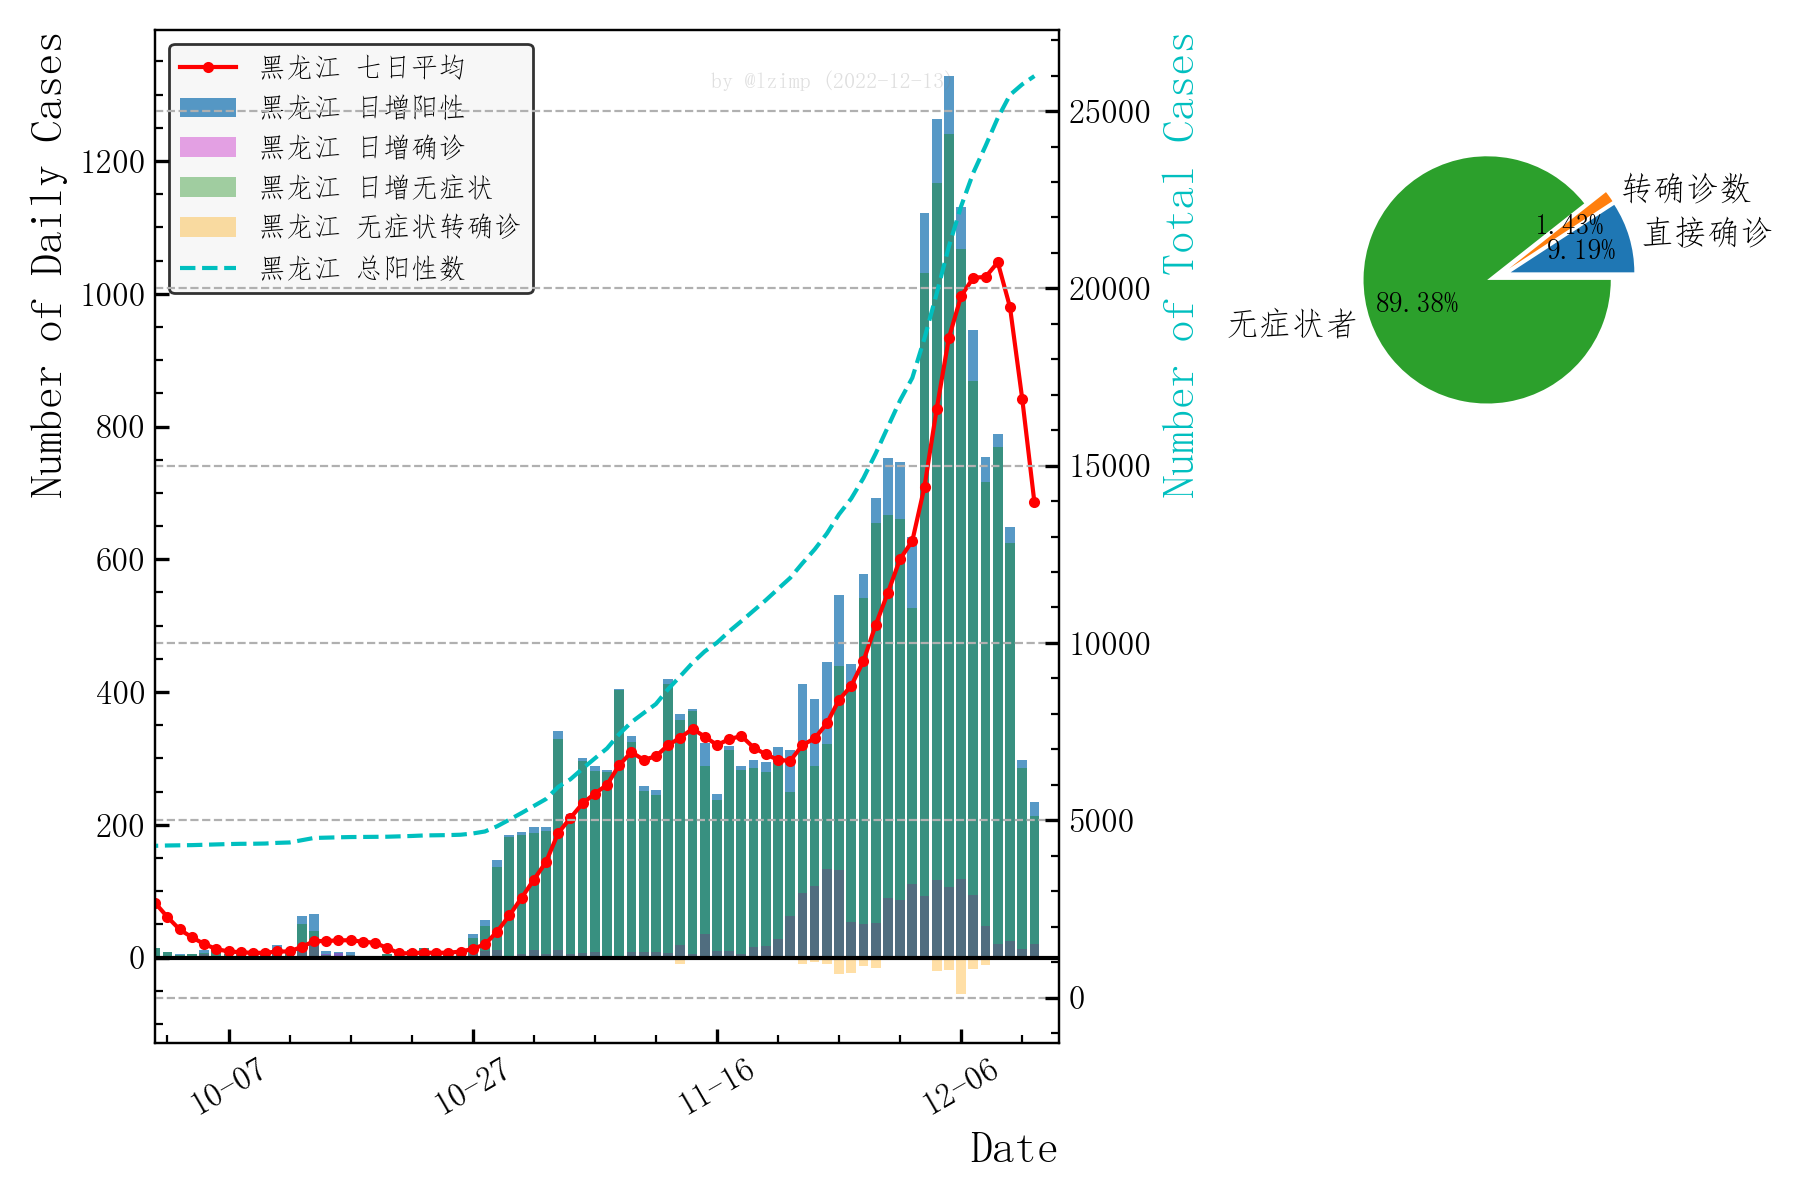 Number of Daily Cases
1200
1000
800
600
400
200
0
黑龙江 七日平均
黑龙江 日增阳性
黑龙江 日增确诊
黑龙江 日增无症状
黑龙江 无症状转确诊
黑龙江 总阳性数
by @lzimp (2022-12-13)
25000
20000
15000
10000
5000
0
Number of Total Cases
10-07
10-27
11-16
12-06
Date
转确诊数
1.43%
直接确诊
9.19%
无症状者
89.38%